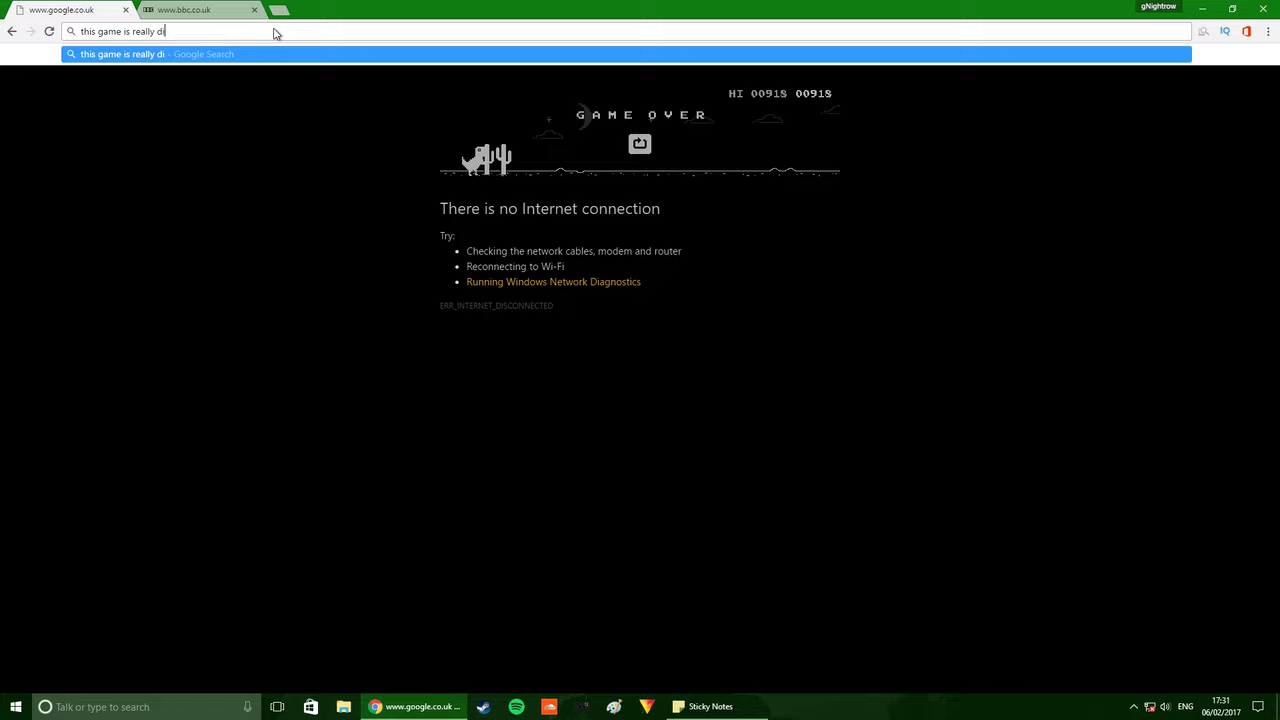 www.google.co.uk
www.bbc.co.uk
gNightrow
this game is really di
IQ
this game is really di - Google Search
HI 00918 00918
GAME OVER
There is no Internet connection
Try:
Checking the network cables, modem and router
Reconnecting to Wi-Fi
Running Windows Network Diagnostics
ERR_INTERNET_DISCONNECTED
Talk or type to search
www.google.co.uk ...
Sticky Notes
ENG
17:31
06/02/2017